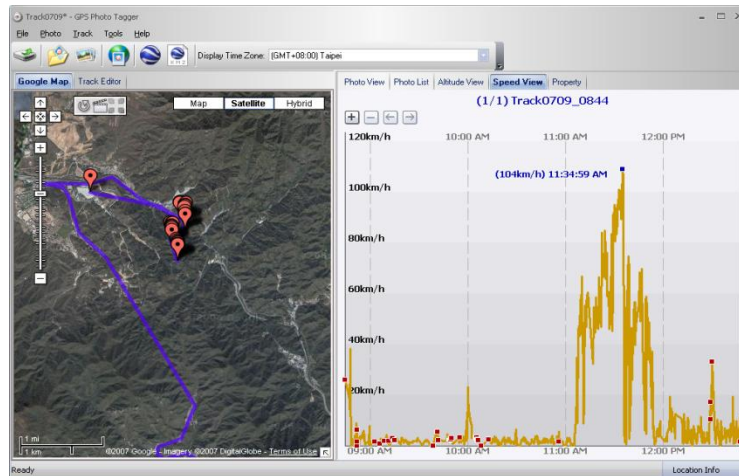 Track0709* - GPS Photo Tagger
File Photo Track Tools Help
Display Time Zone: (GMT+08:00) Taipei
Google Map Track Editor
Map Satellite Hybrid
1 mi
1 km
©2007 Google - Imagery ©2007 DigitalGlobe - Terms of Use
Photo View Photo List Altitude View Speed View Property
(1/1) Track0709_0844
120km/h 10:00 AM 11:00 AM 12:00 PM
(104km/h) 11:34:59 AM
100km/h
80km/h
60km/h
40km/h
20km/h
09:00 AM 10:00 AM 11:00 AM 12:00 PM
Ready Location Info